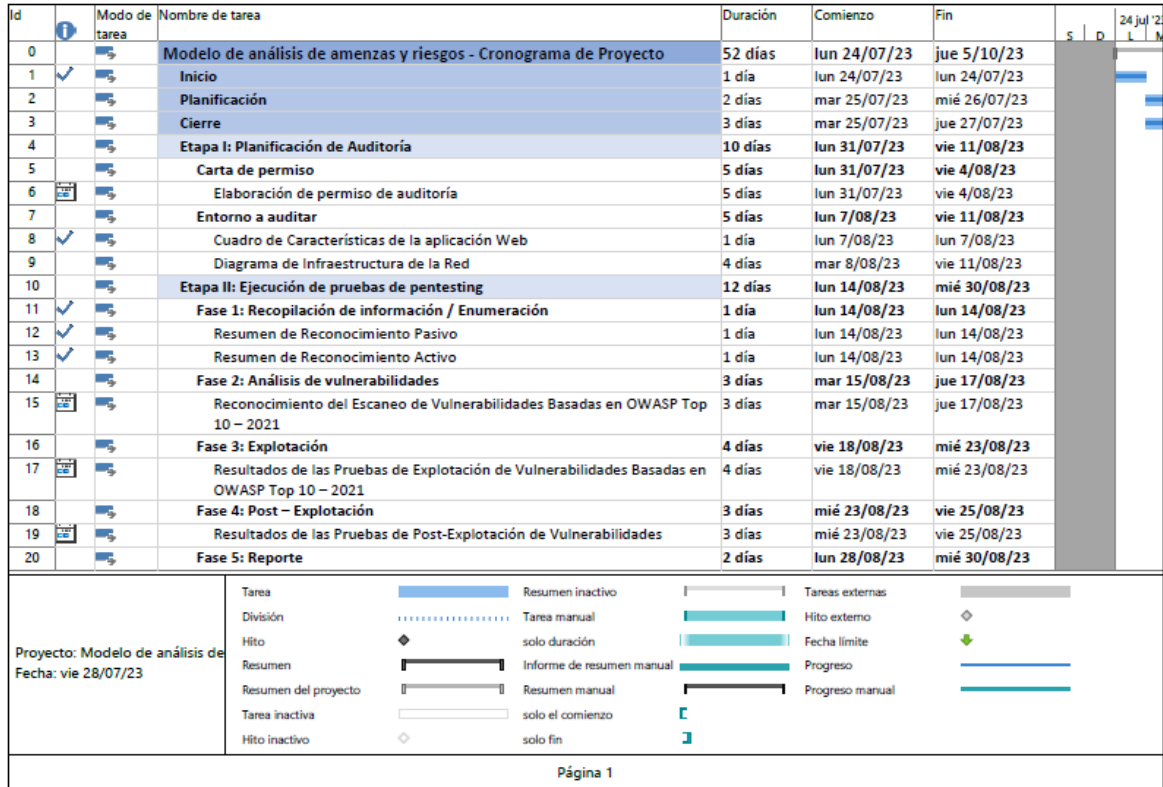 Id Modo de tarea Nombre de tarea Duración Comienzo Fin
24 jul '23
S D L M
0 Modelo de análisis de amenzas y riesgos - Cronograma de Proyecto 52 días lun 24/07/23 jue 5/10/23
1 Inicio 1 día lun 24/07/23 lun 24/07/23
2 Planificación 2 días mar 25/07/23 mié 26/07/23
3 Cierre 3 días mar 25/07/23 jue 27/07/23
4 Etapa I: Planificación de Auditoría 10 días lun 31/07/23 vie 11/08/23
5 Carta de permiso 5 días lun 31/07/23 vie 4/08/23
6 Elaboración de permiso de auditoría 5 días lun 31/07/23 vie 4/08/23
7 Entorno a auditar 5 días lun 7/08/23 vie 11/08/23
8 Cuadro de Características de la aplicación Web 1 día lun 7/08/23 lun 7/08/23
9 Diagrama de Infraestructura de la Red 4 días mar 8/08/23 vie 11/08/23
10 Etapa II: Ejecución de pruebas de pentesting 12 días lun 14/08/23 mié 30/08/23
11 Fase 1: Recopilación de información / Enumeración 1 día lun 14/08/23 lun 14/08/23
12 Resumen de Reconocimiento Pasivo 1 día lun 14/08/23 lun 14/08/23
13 Resumen de Reconocimiento Activo 1 día lun 14/08/23 lun 14/08/23
14 Fase 2: Análisis de vulnerabilidades 3 días mar 15/08/23 jue 17/08/23
15 Reconocimiento del Escaneo de Vulnerabilidades Basadas en OWASP Top 3 días mar 15/08/23 jue 17/08/23
10 – 2021
16 Fase 3: Explotación 4 días vie 18/08/23 mié 23/08/23
17 Resultados de las Pruebas de Explotación de Vulnerabilidades Basadas en 4 días vie 18/08/23 mié 23/08/23
OWASP Top 10 – 2021
18 Fase 4: Post – Explotación 3 días mié 23/08/23 vie 25/08/23
19 Resultados de las Pruebas de Post-Explotación de Vulnerabilidades 3 días mié 23/08/23 vie 25/08/23
20 Fase 5: Reporte 2 días lun 28/08/23 mié 30/08/23
Proyecto: Modelo de análisis de
Fecha: vie 28/07/23
Tarea Resumen inactivo Tareas externas
División Tarea manual Hito externo
Hito solo duración Fecha límite
Resumen Informe de resumen manual Progreso
Resumen del proyecto Resumen manual Progreso manual
Tarea inactiva solo el comienzo
Hito inactivo solo fin
Página 1